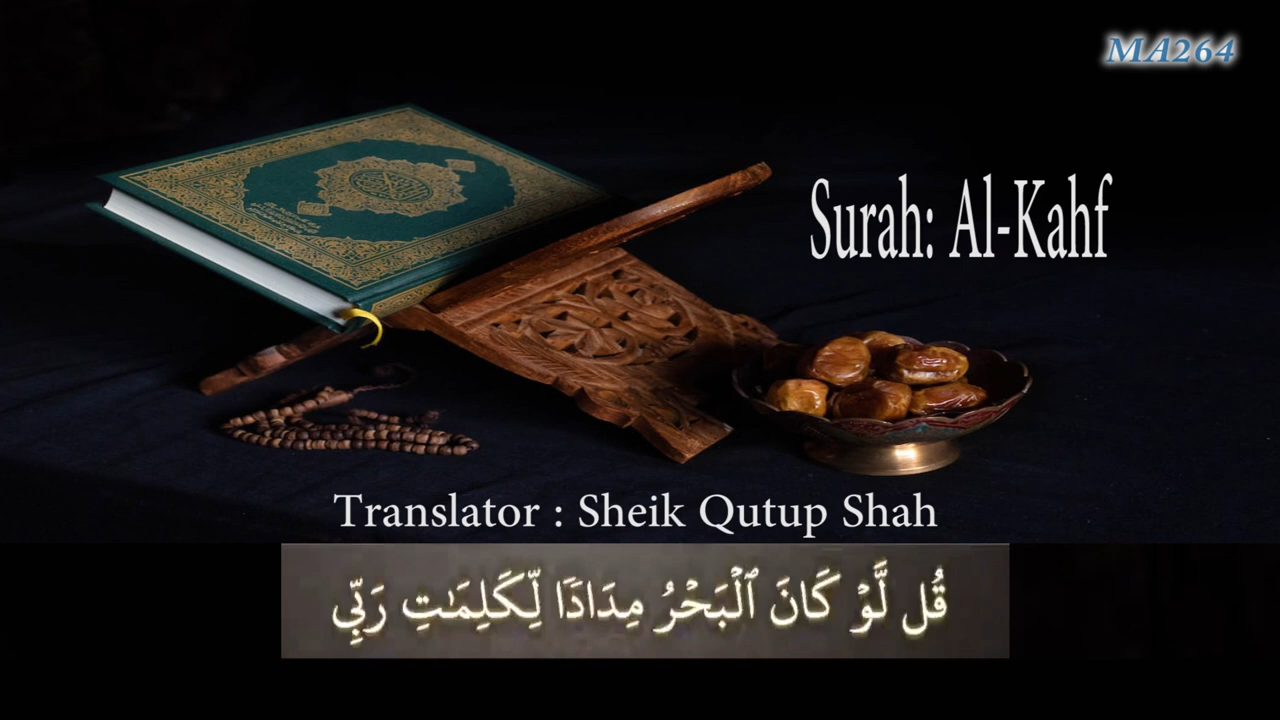 MA264
Surah: Al-Kahf
Translator : Sheik Qutup Shah
قُل لَّوْ كَانَ ٱلْبَحْرُ مِدَادًا لِّكَلِمَٰتِ رَبِّى